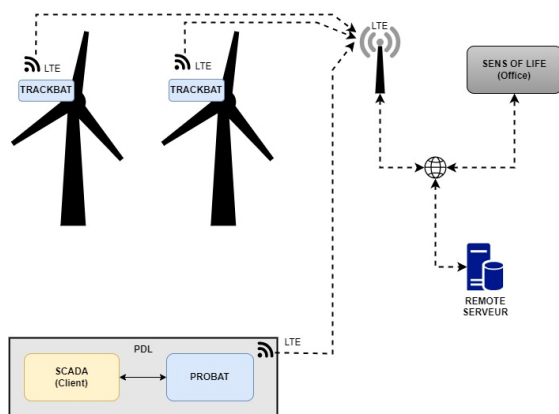 LTE
LTE
LTE
TRACKBAT
TRACKBAT
SENS OF LIFE
(Office)
REMOTE
SERVEUR
PDL
LTE
SCADA
(Client)
PROBAT